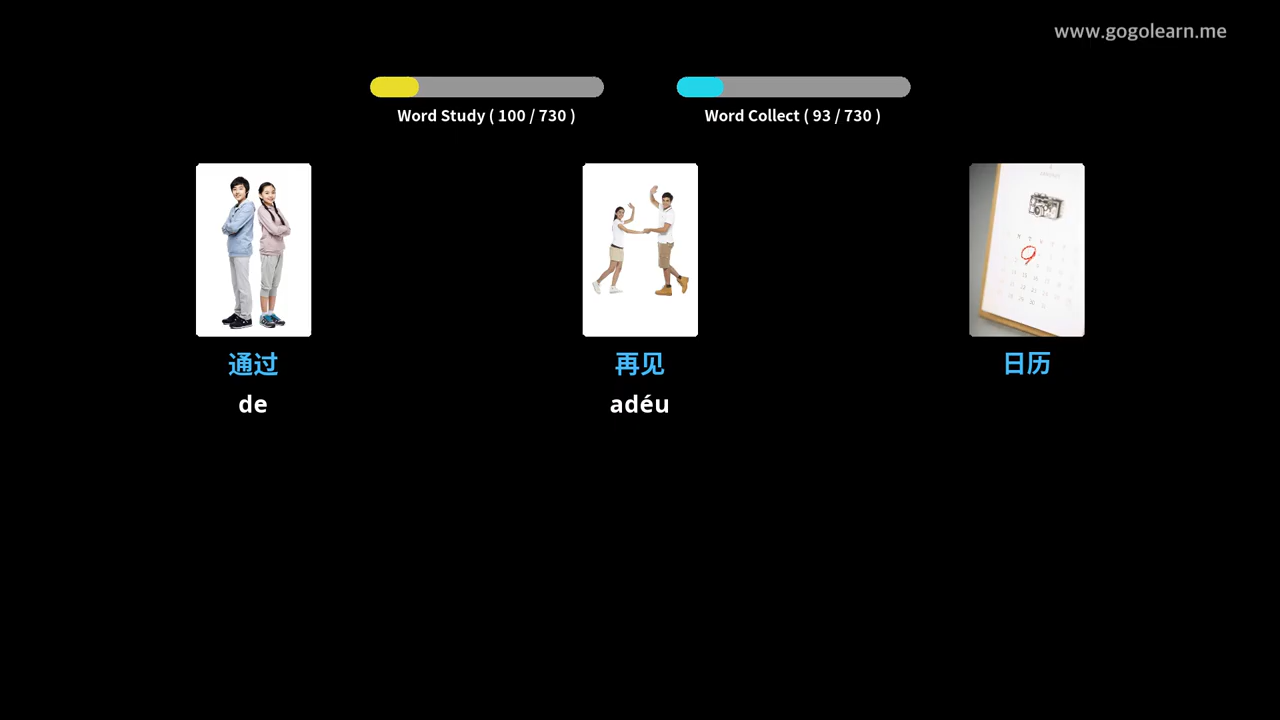 www.gogolearn.me
Word Study ( 100 / 730 )
Word Collect ( 93 / 730 )
通过
再见
日历
de
adéu